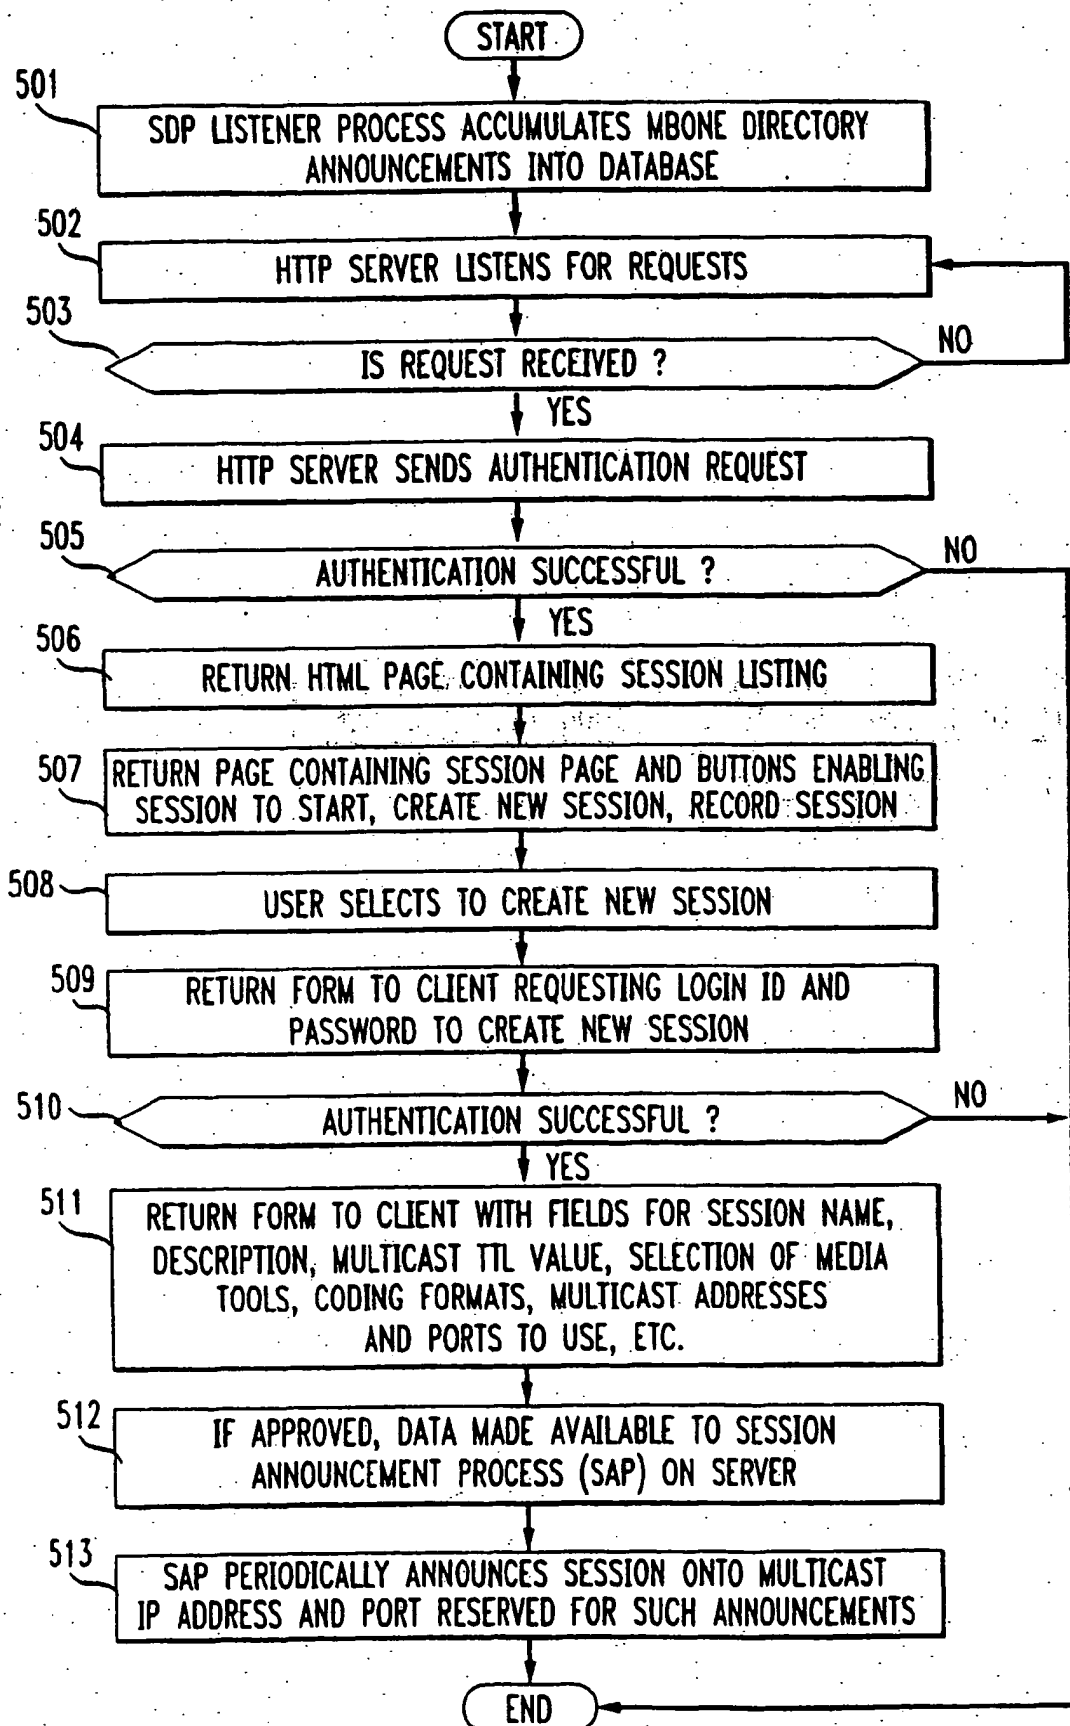 START
501
SDP LISTENER PROCESS ACCUMULATES MBONE DIRECTORY
ANNOUNCEMENTS INTO DATABASE
502
HTTP SERVER LISTENS FOR REQUESTS
503
IS REQUEST RECEIVED ?
NO
YES
504
HTTP SERVER SENDS AUTHENTICATION REQUEST
505
AUTHENTICATION SUCCESSFUL ?
NO
YES
506
RETURN HTML PAGE CONTAINING SESSION LISTING
507
RETURN PAGE CONTAINING SESSION PAGE AND BUTTONS ENABLING
SESSION TO START, CREATE NEW SESSION, RECORD SESSION
508
USER SELECTS TO CREATE NEW SESSION
509
RETURN FORM TO CLIENT REQUESTING LOGIN ID AND
PASSWORD TO CREATE NEW SESSION
510
AUTHENTICATION SUCCESSFUL ?
NO
YES
511
RETURN FORM TO CLIENT WITH FIELDS FOR SESSION NAME,
DESCRIPTION, MULTICAST TTL VALUE, SELECTION OF MEDIA
TOOLS, CODING FORMATS, MULTICAST ADDRESSES
AND PORTS TO USE, ETC.
512
IF APPROVED, DATA MADE AVAILABLE TO SESSION
ANNOUNCEMENT PROCESS (SAP) ON SERVER
513
SAP PERIODICALLY ANNOUNCES SESSION ONTO MULTICAST
IP ADDRESS AND PORT RESERVED FOR SUCH ANNOUNCEMENTS
END